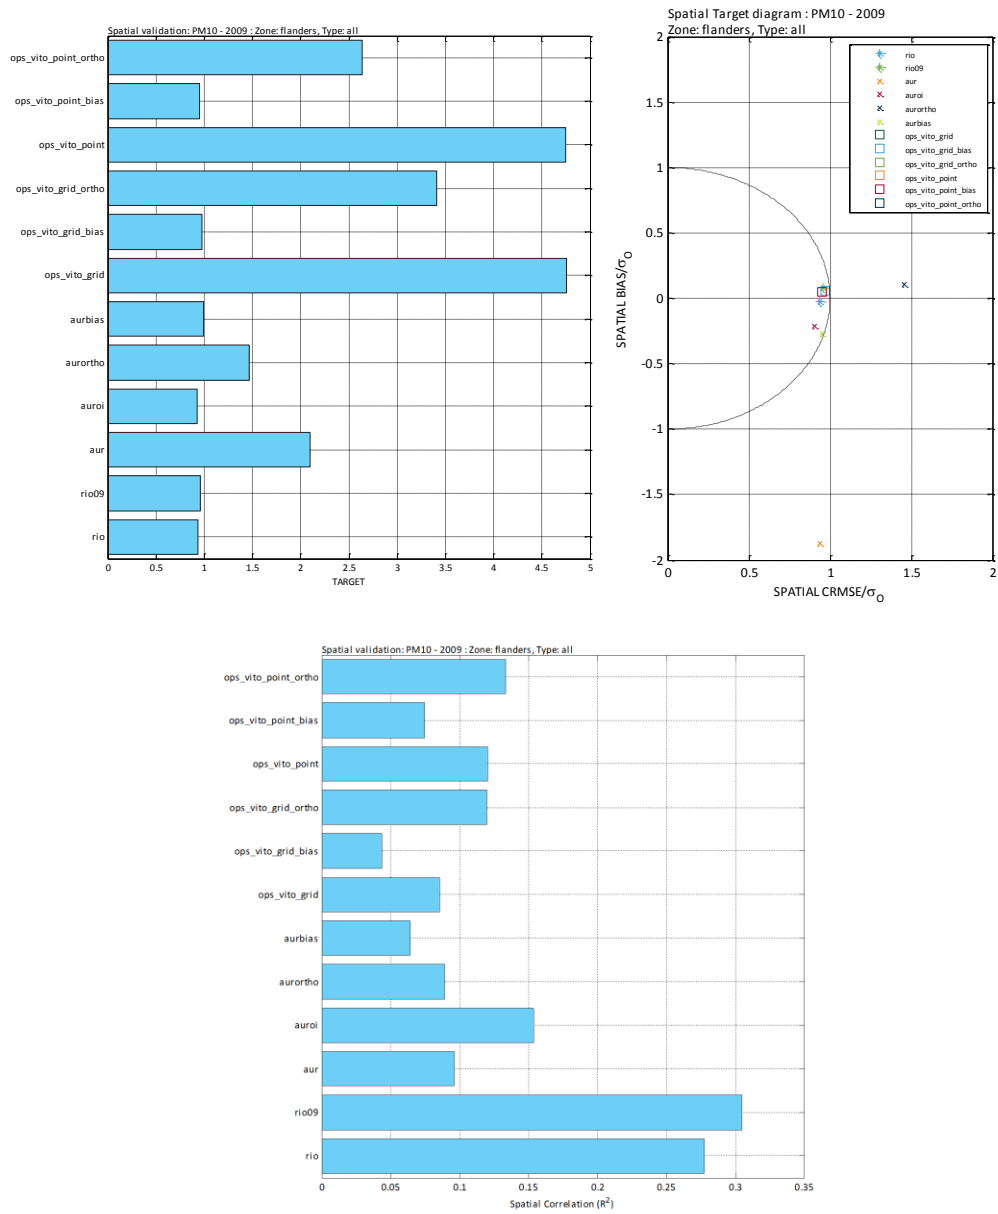 Spatial validation: PM10 - 2009 : Zone: flanders, Type: all
ops_vito_point_ortho
ops_vito_point_bias
ops_vito_point
ops_vito_grid_ortho
ops_vito_grid_bias
ops_vito_grid
aurbias
aurortho
auroi
aur
rio09
rio
0 0.5 1 1.5 2 2.5 3 3.5 4 4.5 5
TARGET
Spatial Target diagram : PM10 - 2009
Zone: flanders, Type: all
2
1.5
1
0.5
0
-0.5
-1
-1.5
-2
SPATIAL BIAS/σO
rio
rio09
aur
auroi
aurortho
aurbias
ops_vito_grid
ops_vito_grid_bias
ops_vito_grid_ortho
ops_vito_point
ops_vito_point_bias
ops_vito_point_ortho
0 0.5 1 1.5 2
SPATIAL CRMSE/σO
Spatial validation: PM10 - 2009 : Zone: flanders, Type: all
ops_vito_point_ortho
ops_vito_point_bias
ops_vito_point
ops_vito_grid_ortho
ops_vito_grid_bias
ops_vito_grid
aurbias
aurortho
auroi
aur
rio09
rio
0 0.05 0.1 0.15 0.2 0.25 0.3 0.35
Spatial Correlation (R²)